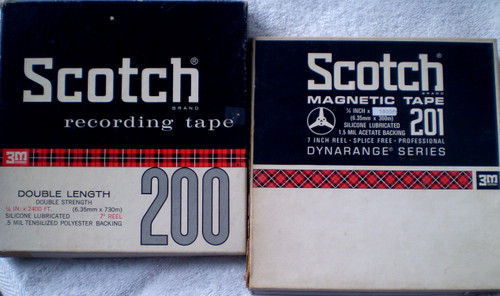 Scotch®
BRAND
recording tape
3M
DOUBLE LENGTH
DOUBLE STRENGTH
¼ IN. x 2400 FT. (6.35mm x 730m)
SILICONE LUBRICATED 7" REEL
.5 MIL TENSILIZED POLYESTER BACKING
200
Scotch®
BRAND
MAGNETIC TAPE
201
¼ INCH x
(6.35mm x 360m)
SILICONE LUBRICATED
1.5 MIL ACETATE BACKING
7 INCH REEL - SPLICE FREE - PROFESSIONAL
DYNARANGE® SERIES
3M